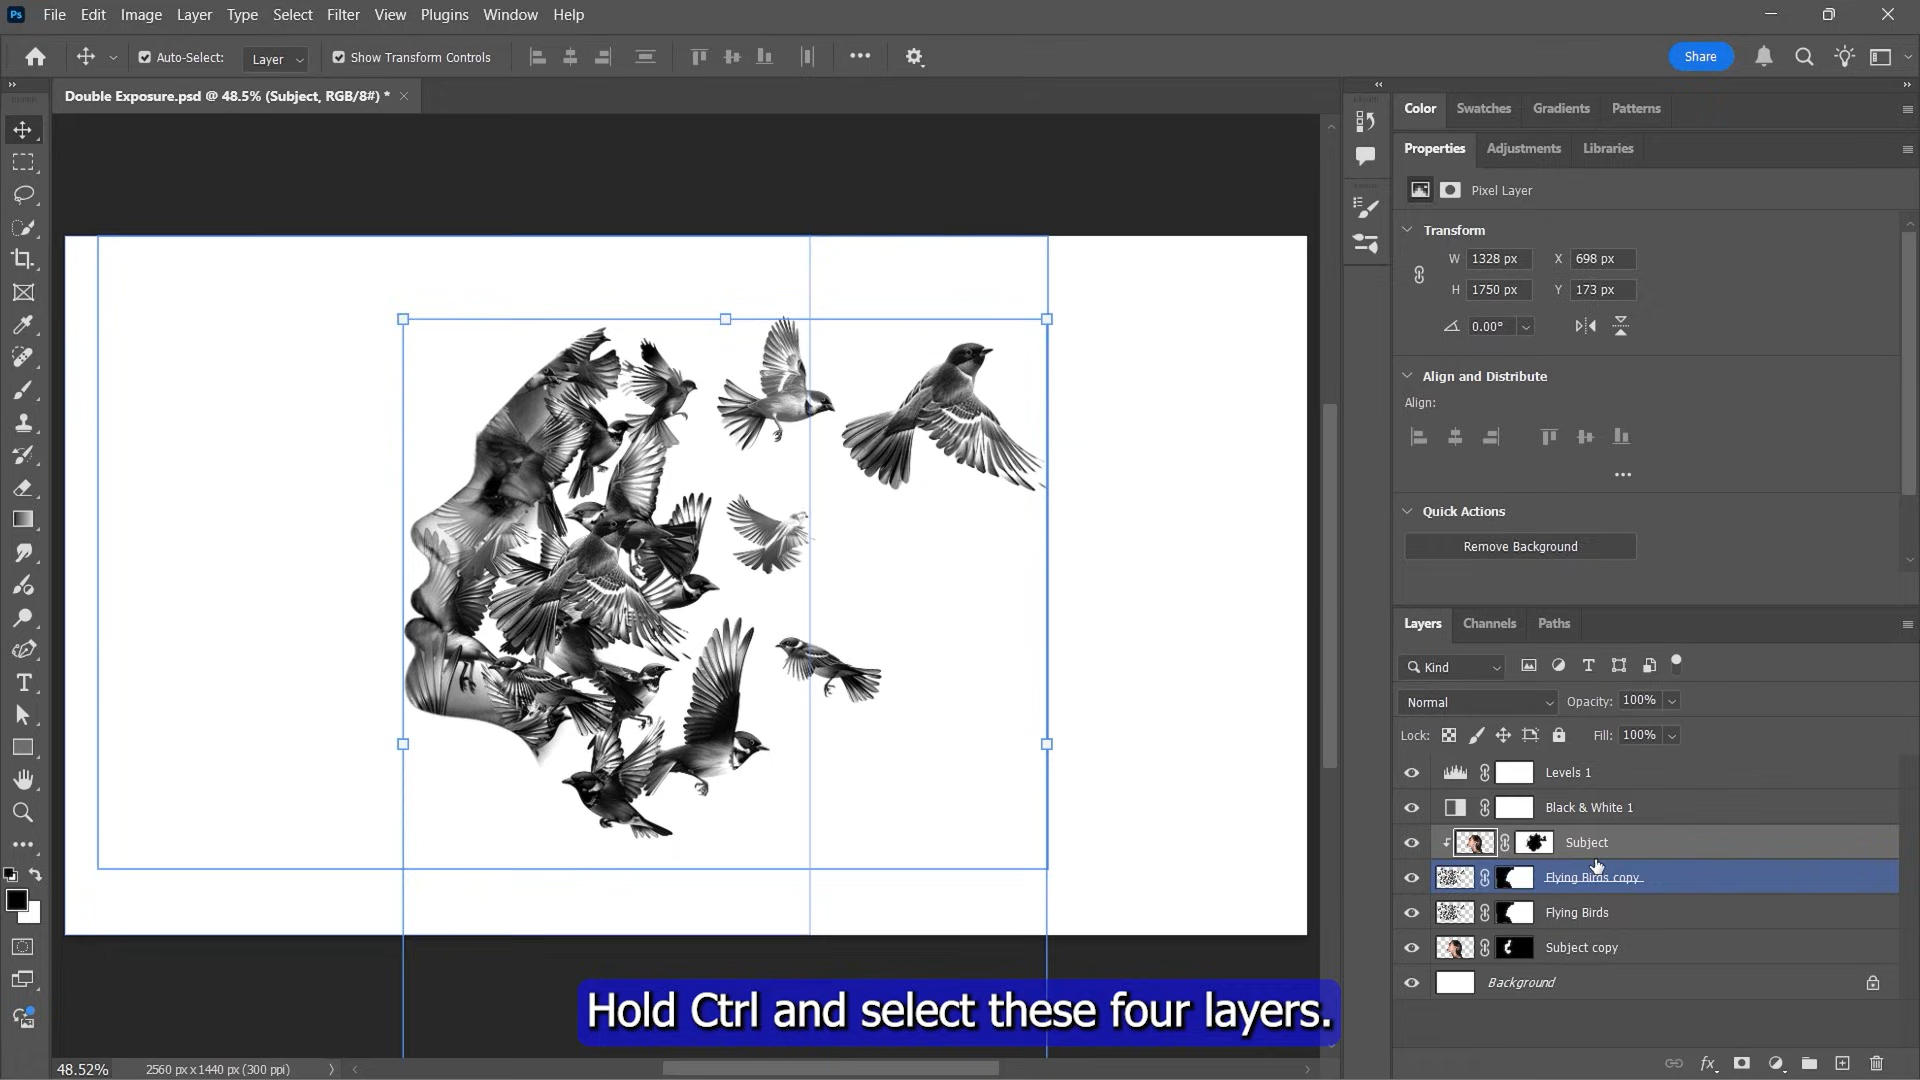 Ps File Edit Image Layer Type Select Filter View Plugins Window Help
Auto-Select: Layer Show Transform Controls Share
Double Exposure.psd @ 48.5% (Subject, RGB/8#) *
Color Swatches Gradients Patterns
Properties Adjustments Libraries
Pixel Layer
Transform
W 1328 px X 698 px
H 1750 px Y 173 px
0.00°
Align and Distribute
Align:
Quick Actions
Remove Background
Layers Channels Paths
Kind
Normal Opacity: 100%
Lock: Fill: 100%
Levels 1
Black & White 1
Subject
Flying Birds copy
Flying Birds
Subject copy
Background
Hold Ctrl and select these four layers.
48.52% 2560 px x 1440 px (300 ppi)
fx